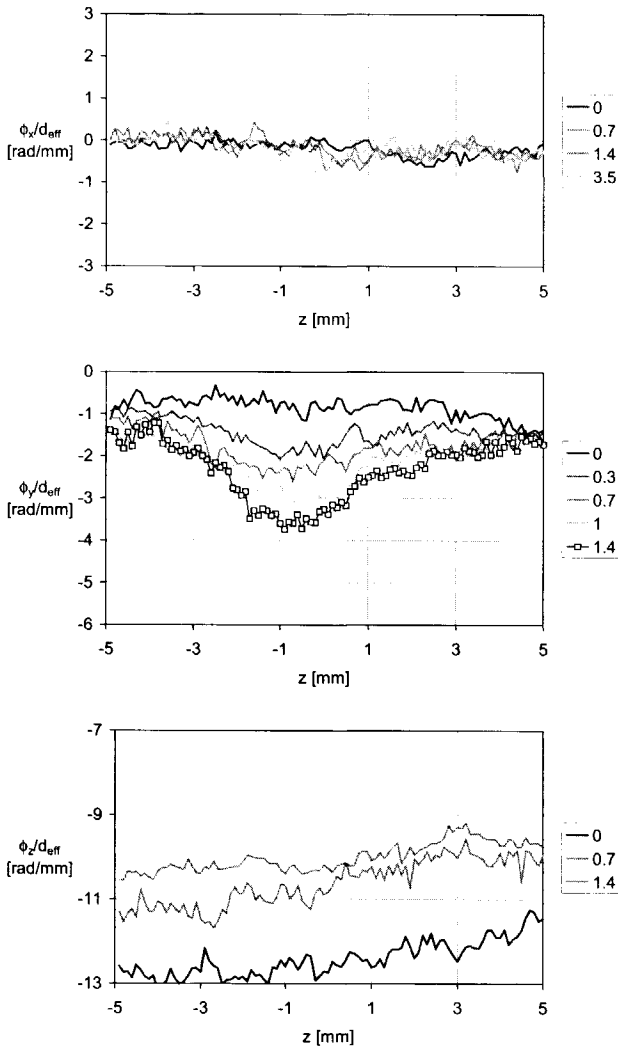 3
2
1
0
-1
-2
-3
ϕx/deff
[rad/mm]
-5 -3 -1 1 3 5
z [mm]
0
0.7
1.4
3.5
-0
-1
-2
-3
-4
-5
-6
ϕy/deff
[rad/mm]
-5 -3 -1 1 3 5
z [mm]
0
0.3
0.7
1
1.4
-7
-9
-11
-13
ϕz/deff
[rad/mm]
-5 -3 -1 1 3 5
z [mm]
0
0.7
1.4